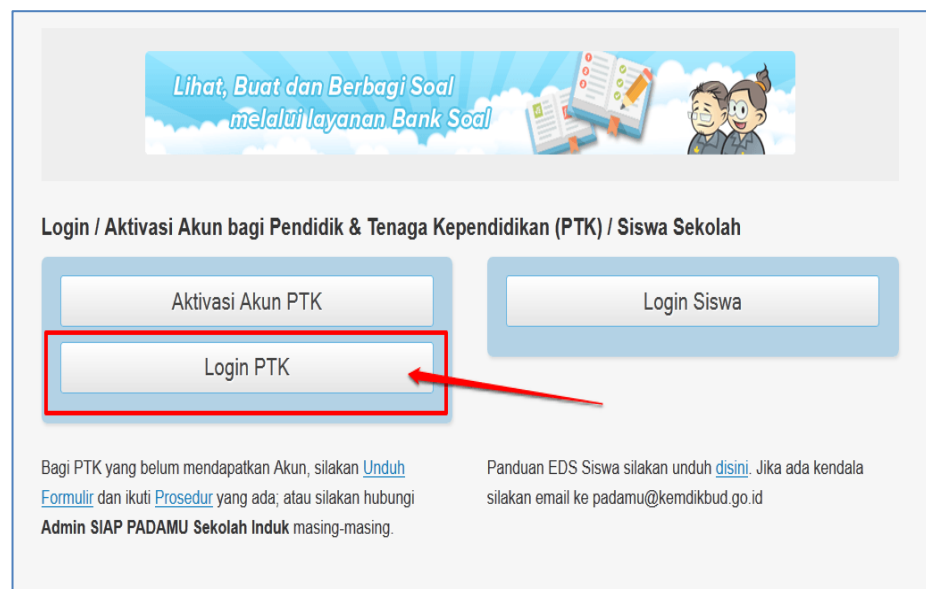 Lihat, Buat dan Berbagi Soal
melalui layanan Bank Soal
Login / Aktivasi Akun bagi Pendidik & Tenaga Kependidikan (PTK) / Siswa Sekolah
Aktivasi Akun PTK
Login PTK
Login Siswa
Bagi PTK yang belum mendapatkan Akun, silakan Unduh
Formulir dan ikuti Prosedur yang ada; atau silakan hubungi
Admin SIAP PADAMU Sekolah Induk masing-masing.
Panduan EDS Siswa silakan unduh disini. Jika ada kendala
silakan email ke padamu@kemdikbud.go.id